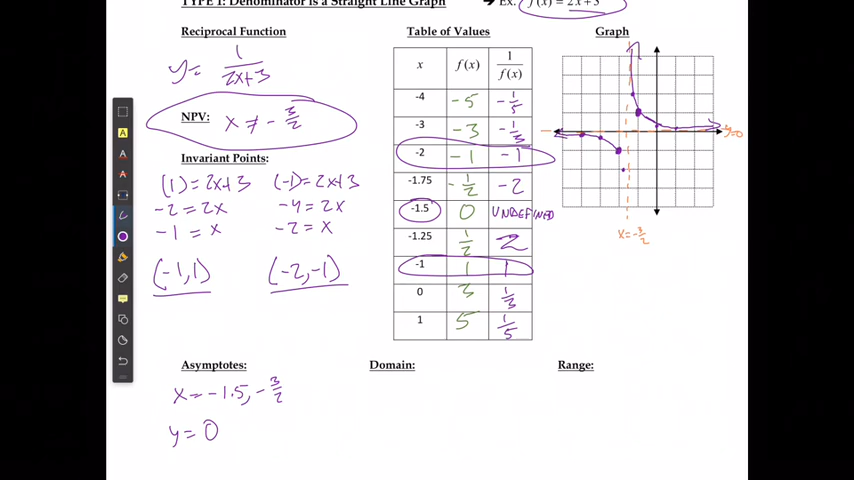 TYPE 1: Denominator is a Straight Line Graph → Ex: f(x) = 2x+3
Reciprocal Function
y = 1/(2x+3)
NPV: x ≠ -3/2
Invariant Points:
(1) = 2x+3 (-1) = 2x+3
-2 = 2x -4 = 2x
-1 = x -2 = x
(-1,1) (-2,-1)
Table of Values
x f(x) 1/f(x)
-4 -5 -1/5
-3 -3 -1/3
-2 -1 -1
-1.75 -1/2 -2
-1.5 0 UNDEFINED
-1.25 1/2 2
-1 1 1
0 3 1/3
1 5 1/5
Graph
y=0
x=-3/2
Asymptotes: Domain: Range:
x = -1.5, -3/2
y = 0